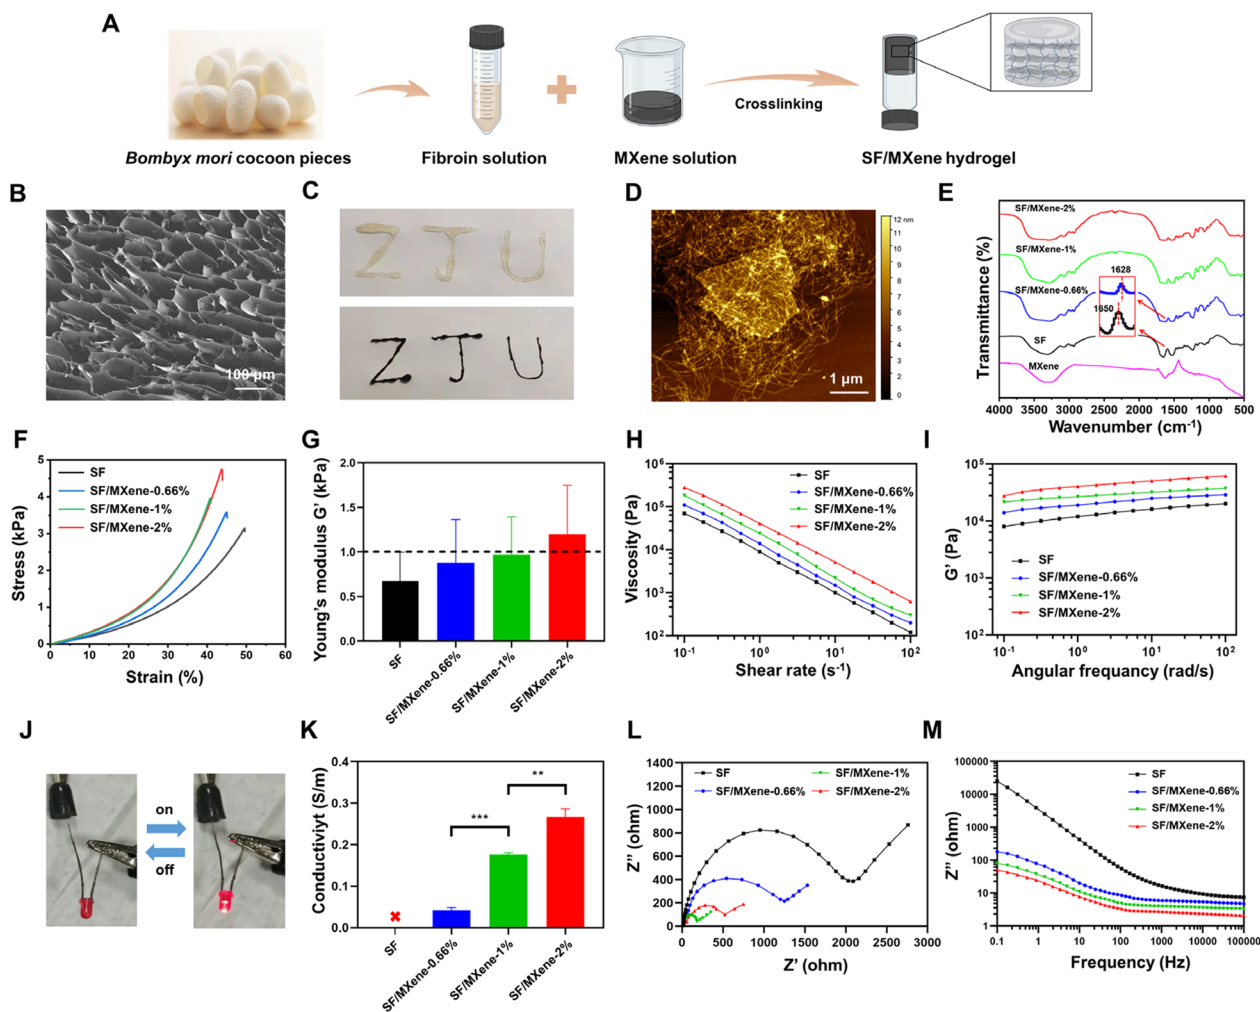 A
Crosslinking
Bombyx mori cocoon pieces
Fibroin solution
MXene solution
SF/MXene hydrogel
B
100 μm
C
Z J U
Z J U
D
12 nm
11
10
9
8
7
6
5
4
3
2
1
0
1 μm
E
SF/MXene-2%
SF/MXene-1%
1628
SF/MXene-0.66%
1650
SF
MXene
Transmittance (%)
4000 3500 3000 2500 2000 1500 1000 500
Wavenumber (cm-1)
F
SF
SF/MXene-0.66%
SF/MXene-1%
SF/MXene-2%
Stress (kPa)
5
4
3
2
1
0
0 10 20 30 40 50 60
Strain (%)
G
Young's modulus G' (kPa)
2.0
1.5
1.0
0.5
0.0
SF
SF/MXene-0.66%
SF/MXene-1%
SF/MXene-2%
H
SF
SF/MXene-0.66%
SF/MXene-1%
SF/MXene-2%
Viscosity (Pa)
10^6
10^5
10^4
10^3
10^2
10^-1 10^0 10^1 10^2
Shear rate (s-1)
I
G' (Pa)
10^5
10^4
10^3
10^2
SF
SF/MXene-0.66%
SF/MXene-1%
SF/MXene-2%
10^-1 10^0 10^1 10^2
Angular frequancy (rad/s)
J
on
off
K
Conductiviyt (S/m)
0.4
0.3
0.2
0.1
0.0
***
**
SF
SF/MXene-0.66%
SF/MXene-1%
SF/MXene-2%
L
SF
SF/MXene-0.66%
SF/MXene-1%
SF/MXene-2%
Z'' (ohm)
1400
1200
1000
800
600
400
200
0
0 500 1000 1500 2000 2500 3000
Z' (ohm)
M
SF
SF/MXene-0.66%
SF/MXene-1%
SF/MXene-2%
Z'' (ohm)
100000
10000
1000
100
10
1
0.1 1 10 100 1000 10000 100000
Frequency (Hz)